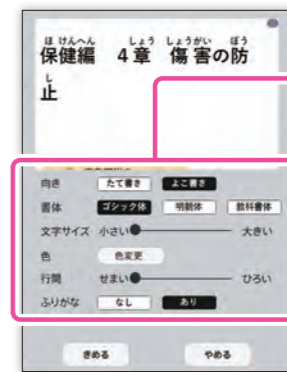 ほけんへん しょう しょうがい ぼう
保健編 4章 傷害の防
し
止
向き たて書き よこ書き
書体 ゴシック体 明朝体 教科書体
文字サイズ 小さい 大きい
色 色変更
行間 せまい ひろい
ふりがな なし あり
きめる やめる